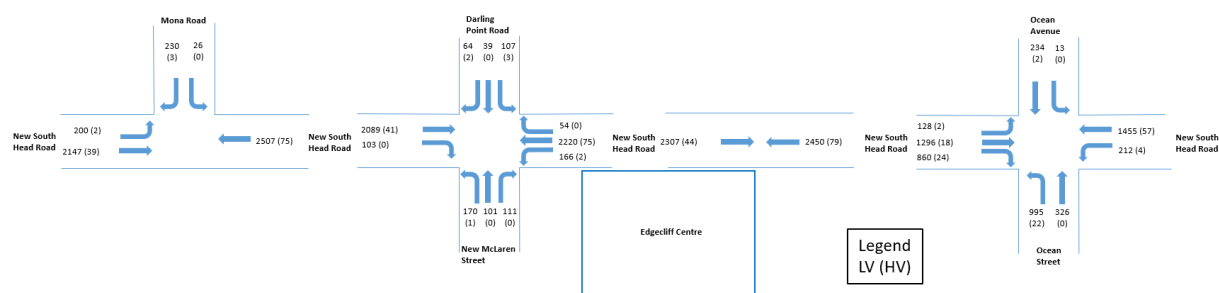 Mona Road
230 26
(3) (0)
200 (2)
2147 (39)
New South
Head Road
2507 (75)
New South
Head Road
Darling
Point Road
64 39 107
(2) (0) (3)
2089 (41)
103 (0)
54 (0)
2220 (75)
166 (2)
170 101 111
(1) (0) (0)
New McLaren
Street
New South
Head Road
2307 (44)
2450 (79)
Edgecliff Centre
New South
Head Road
Ocean
Avenue
234 13
(2) (0)
128 (2)
1296 (18)
860 (24)
1455 (57)
212 (4)
New South
Head Road
995 326
(22) (0)
Ocean
Street
Legend
LV (HV)